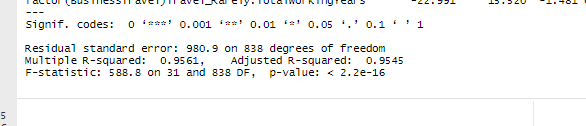 factor(BusinessTravel)Travel_Rarely:TotalWorkingYears -22.991 15.520 -1.481
---
Signif. codes:  0 ‘***’ 0.001 ‘**’ 0.01 ‘*’ 0.05 ‘.’ 0.1 ‘ ’ 1
Residual standard error: 980.9 on 838 degrees of freedom
Multiple R-squared:  0.9561,	Adjusted R-squared:  0.9545
F-statistic: 588.8 on 31 and 838 DF,  p-value: < 2.2e-16
5